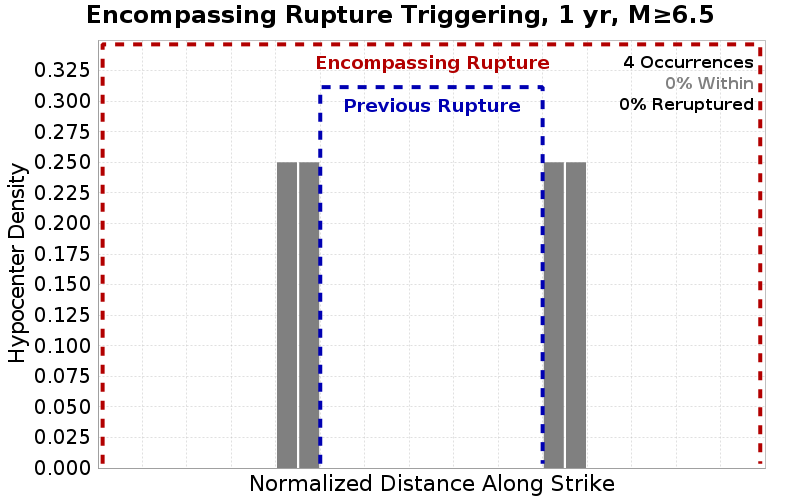 Encompassing Rupture Triggering, 1 yr, M≥6.5
Encompassing Rupture
Previous Rupture
4 Occurrences
0% Within
0% Reruptured
Hypocenter Density
0.325
0.300
0.275
0.250
0.225
0.200
0.175
0.150
0.125
0.100
0.075
0.050
0.025
0.000
Normalized Distance Along Strike